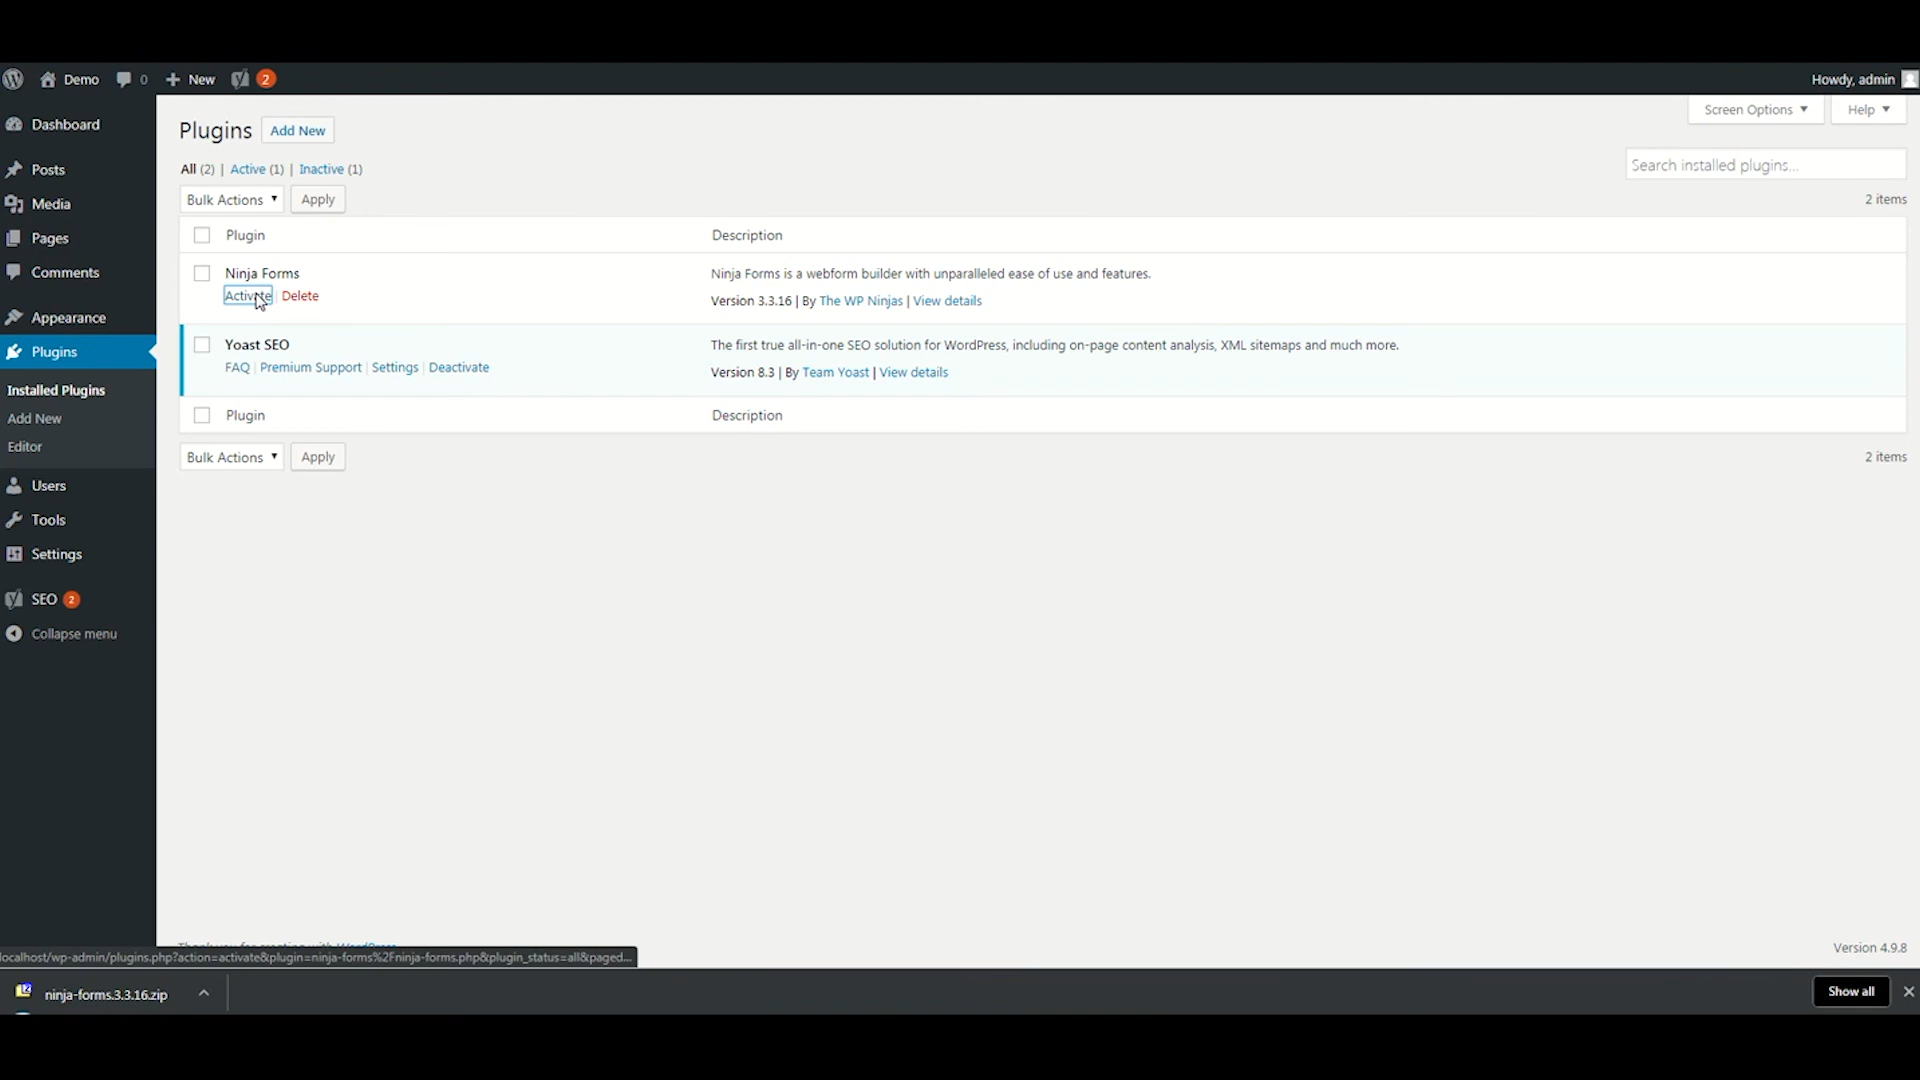 Demo 0 New 2 Howdy, admin
Dashboard
Posts
Media
Pages
Comments
Appearance
Plugins
Installed Plugins
Add New
Editor
Users
Tools
Settings
SEO 2
Collapse menu
Screen Options Help
Plugins Add New
All (2) | Active (1) | Inactive (1)
Search installed plugins...
Bulk Actions Apply
2 items
Plugin Description
Ninja Forms
Activate | Delete
Ninja Forms is a webform builder with unparalleled ease of use and features.
Version 3.3.16 | By The WP Ninjas | View details
Yoast SEO
FAQ | Premium Support | Settings | Deactivate
The first true all-in-one SEO solution for WordPress, including on-page content analysis, XML sitemaps and much more.
Version 8.3 | By Team Yoast | View details
Plugin Description
Bulk Actions Apply
2 items
Version 4.9.8
localhost/wp-admin/plugins.php?action=activate&plugin=ninja-forms%2Fninja-forms.php&plugin_status=all&paged...
ninja-forms.3.3.16.zip
Show all